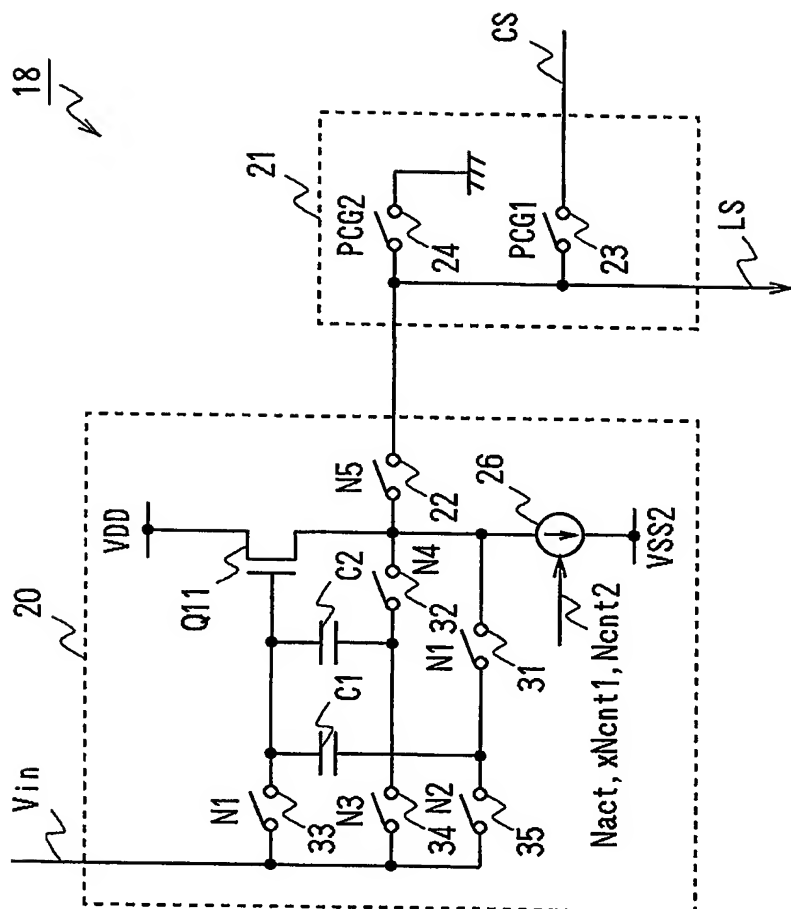 18
20
21
Vin
VDD
Q11
C1
C2
N1
33
N3
34
N2
35
N4
32
N1
31
N5
22
26
VSS2
Nact, xNcnt1, Ncnt2
PCG2
24
PCG1
23
CS
LS